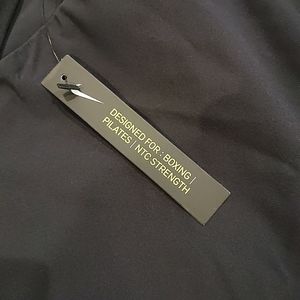 DESIGNED FOR : BOXING |
PILATES | NTC STRENGTH